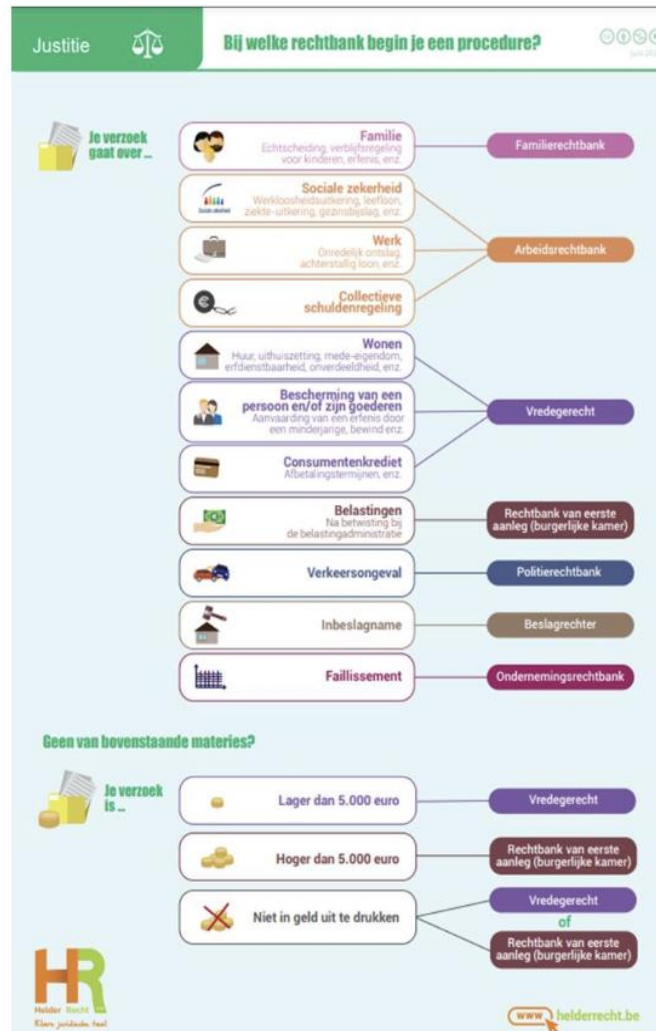 Justitie
Bij welke rechtbank begin je een procedure?
Je verzoek
gaat over ...
Familie
Echtscheiding, verblijfsregeling
voor kinderen, erfenis, enz.
Familierechtbank
Sociale zekerheid
Werkloosheidsuitkering, leefloon,
ziekte-uitkering, gezinsbijslag, enz.
Sociale zekerheid
Werk
Onredelijk ontslag,
achterstallig loon, enz.
Arbeidsrechtbank
Collectieve
schuldenregeling
Wonen
Huur, uithuiszetting, mede-eigendom,
erfdienstbaarheid, onverdeeldheid, enz.
Bescherming van een
persoon en/of zijn goederen
Aanvaarding van een erfenis door
een minderjarige, bewind enz.
Vredegerecht
Consumentenkrediet
Afbetalingstermijnen, enz.
Belastingen
Na betwisting bij
de belastingadministratie
Rechtbank van eerste
aanleg (burgerlijke kamer)
Verkeersongeval
Politierechtbank
Inbeslagname
Beslagrechter
Faillissement
Ondernemingsrechtbank
Geen van bovenstaande materies?
Je verzoek
is ...
Lager dan 5.000 euro
Vredegerecht
Hoger dan 5.000 euro
Rechtbank van eerste
aanleg (burgerlijke kamer)
Niet in geld uit te drukken
Vredegerecht
of
Rechtbank van eerste
aanleg (burgerlijke kamer)
HR
Helder Recht
Klare juridische taal
www helderrecht.be